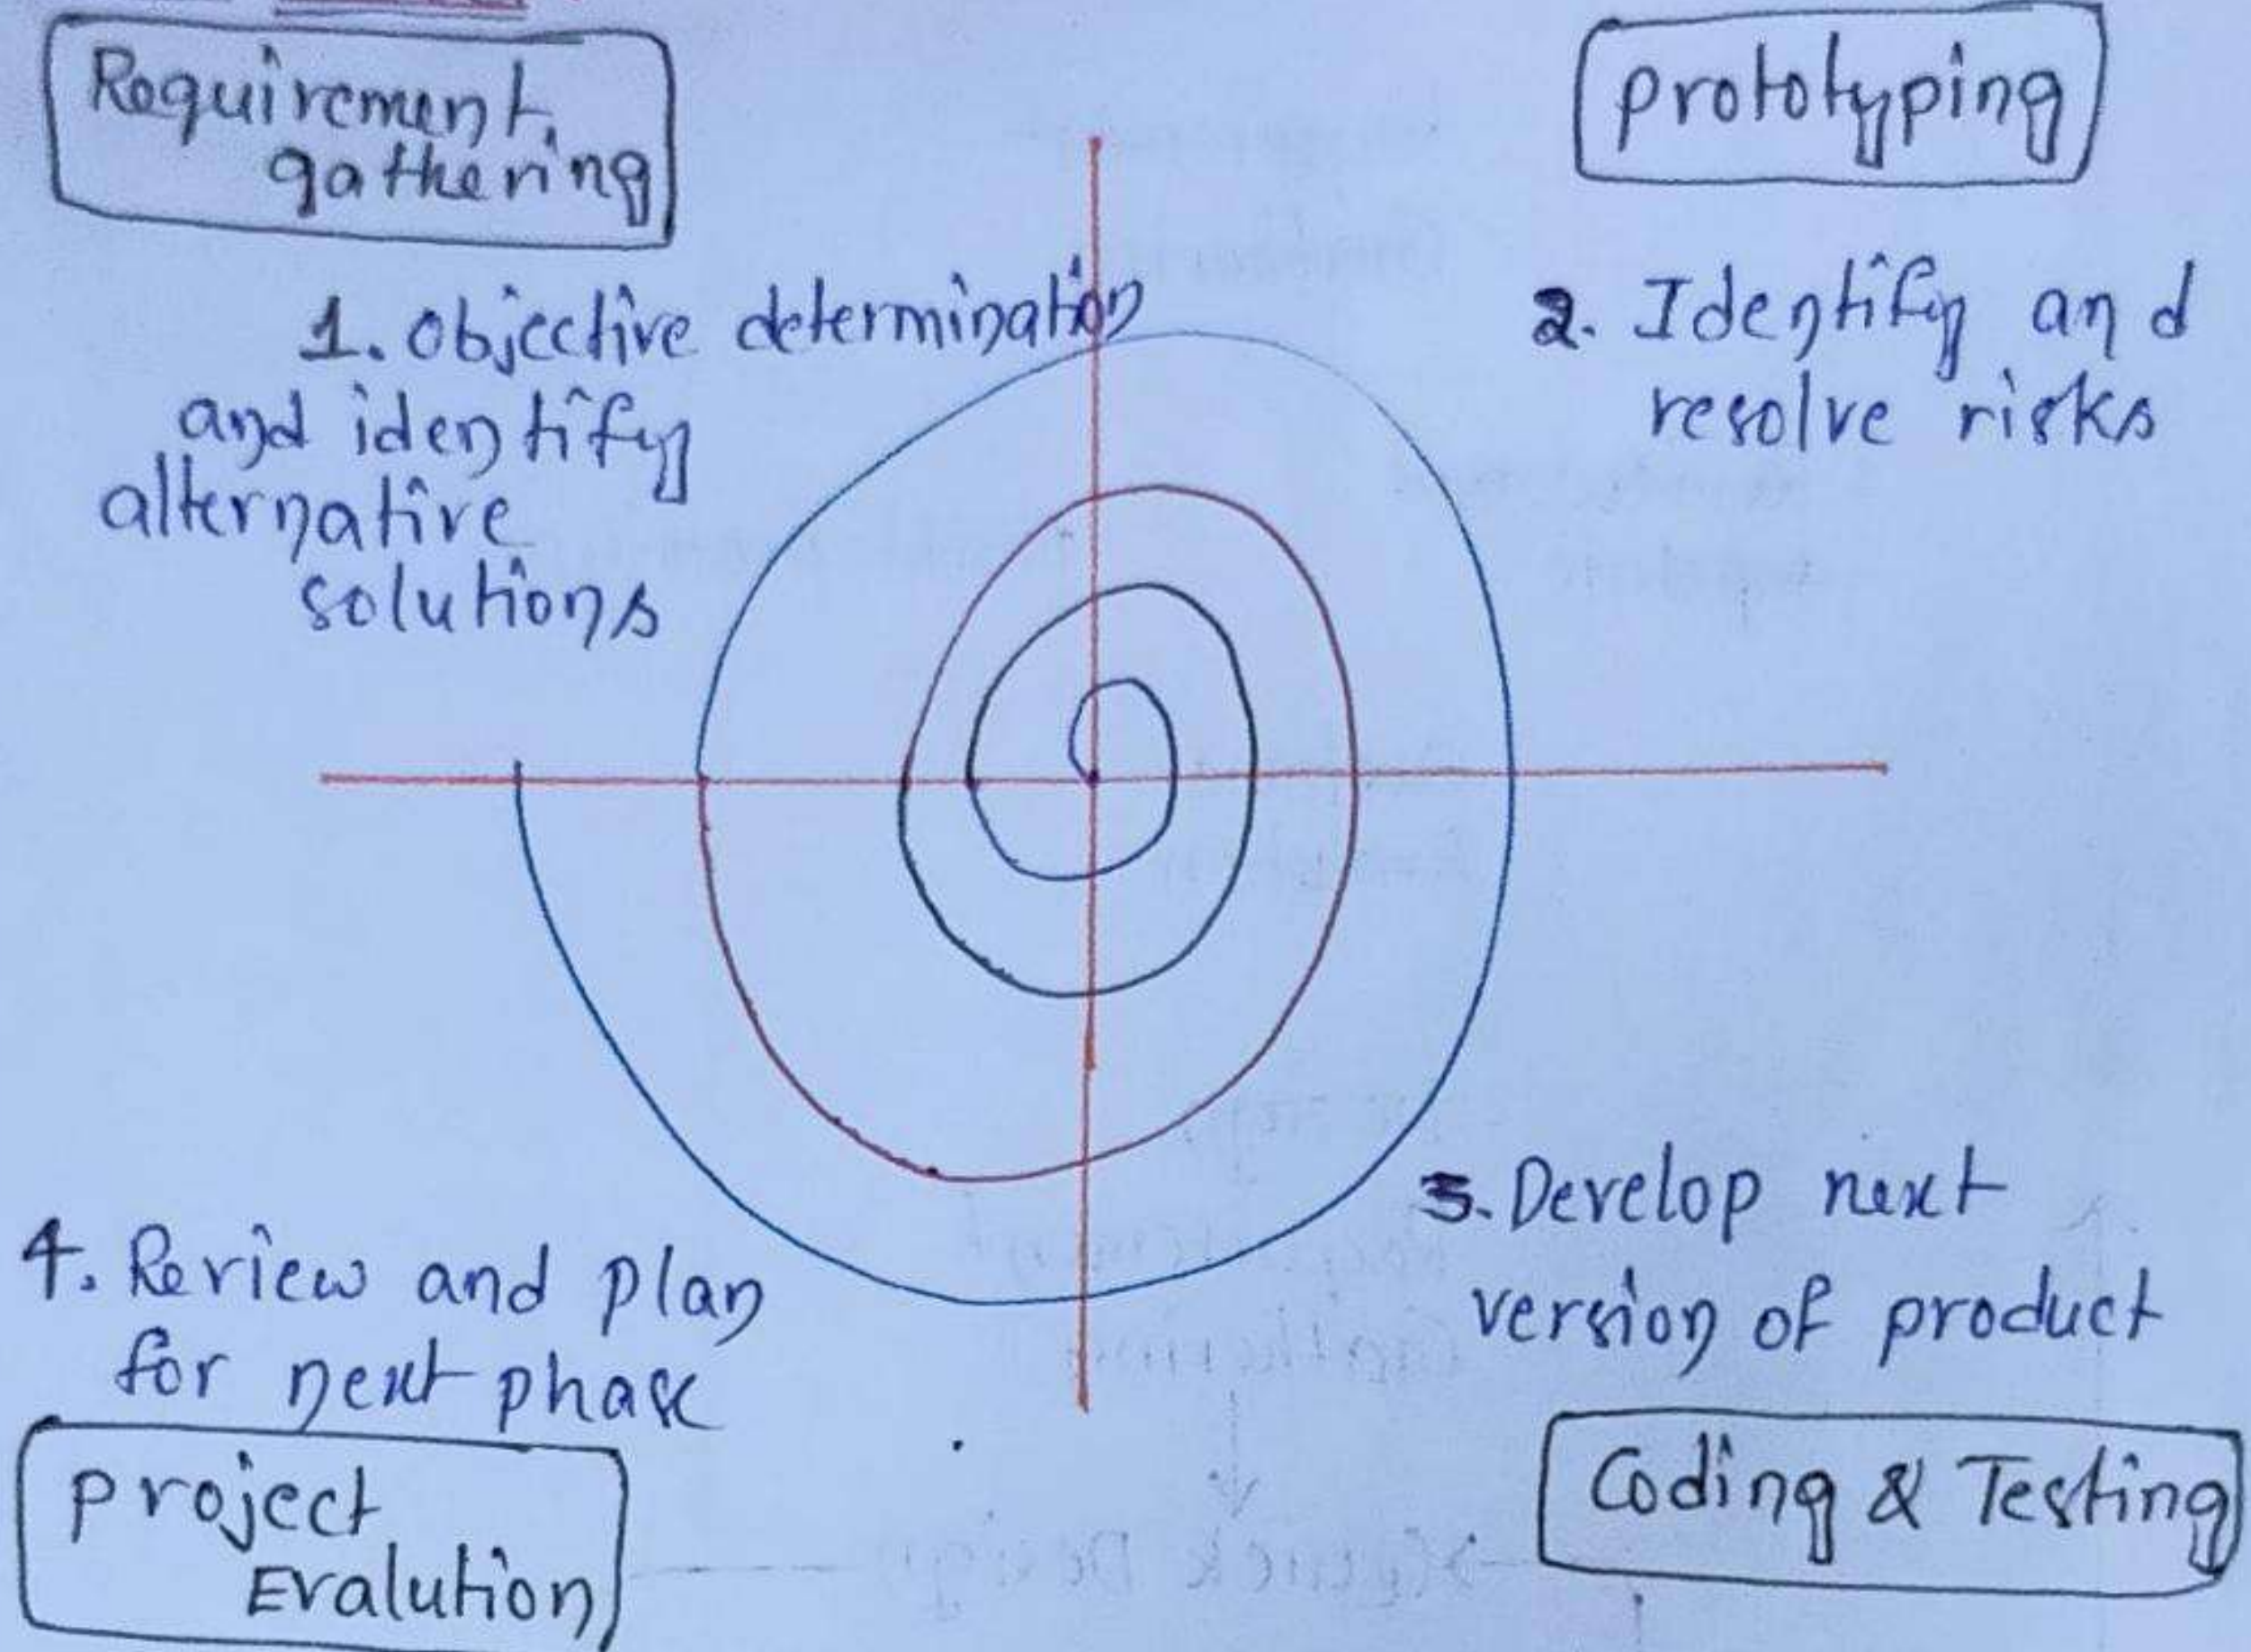 Requirement
gathering
prototyping
1. Objective determination
and identify
alternative
solutions
2. Identify and
resolve risks
3. Develop next
version of product
4. Review and plan
for next phase
project
Evalution
Coding & Testing